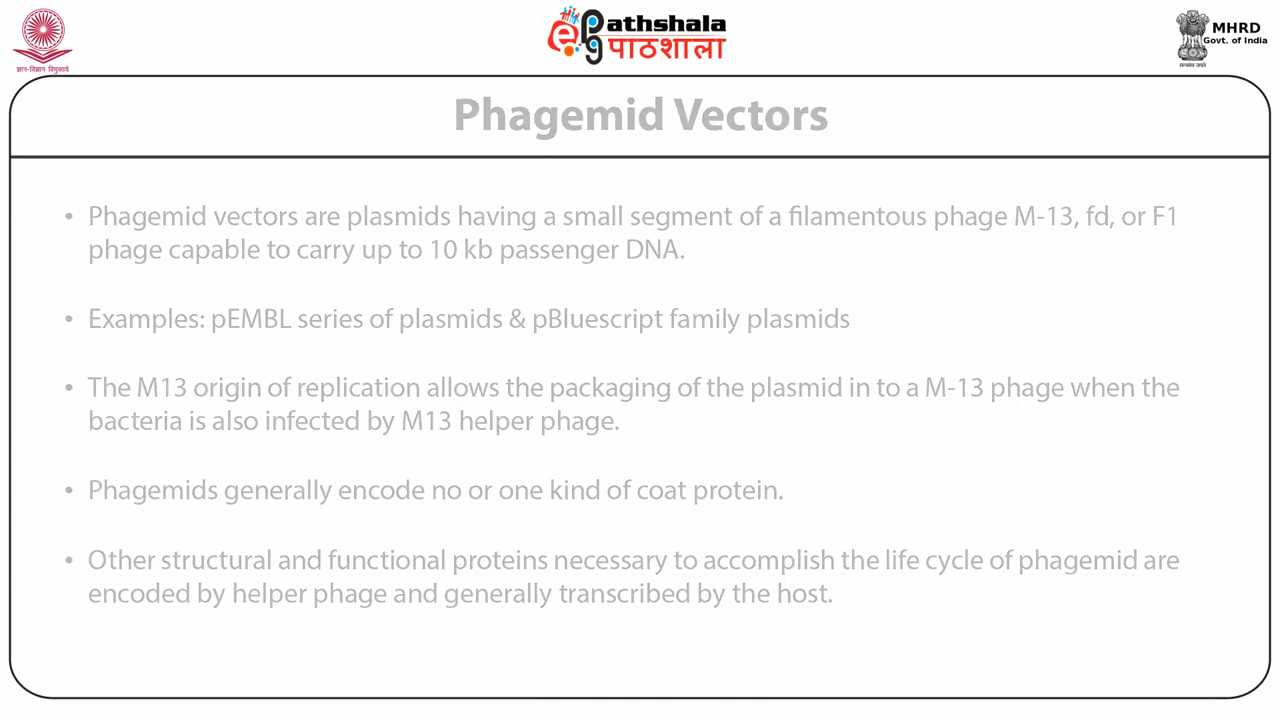 ज्ञान-विज्ञान विमुक्तये
e pg Pathshala
पाठशाला
MHRD
Govt. of India
सत्यमेव जयते
Phagemid Vectors
• Phagemid vectors are plasmids having a small segment of a filamentous phage M-13, fd, or F1
phage capable to carry up to 10 kb passenger DNA.
• Examples: pEMBL series of plasmids & pBluescript family plasmids
• The M13 origin of replication allows the packaging of the plasmid in to a M-13 phage when the
bacteria is also infected by M13 helper phage.
• Phagemids generally encode no or one kind of coat protein.
• Other structural and functional proteins necessary to accomplish the life cycle of phagemid are
encoded by helper phage and generally transcribed by the host.